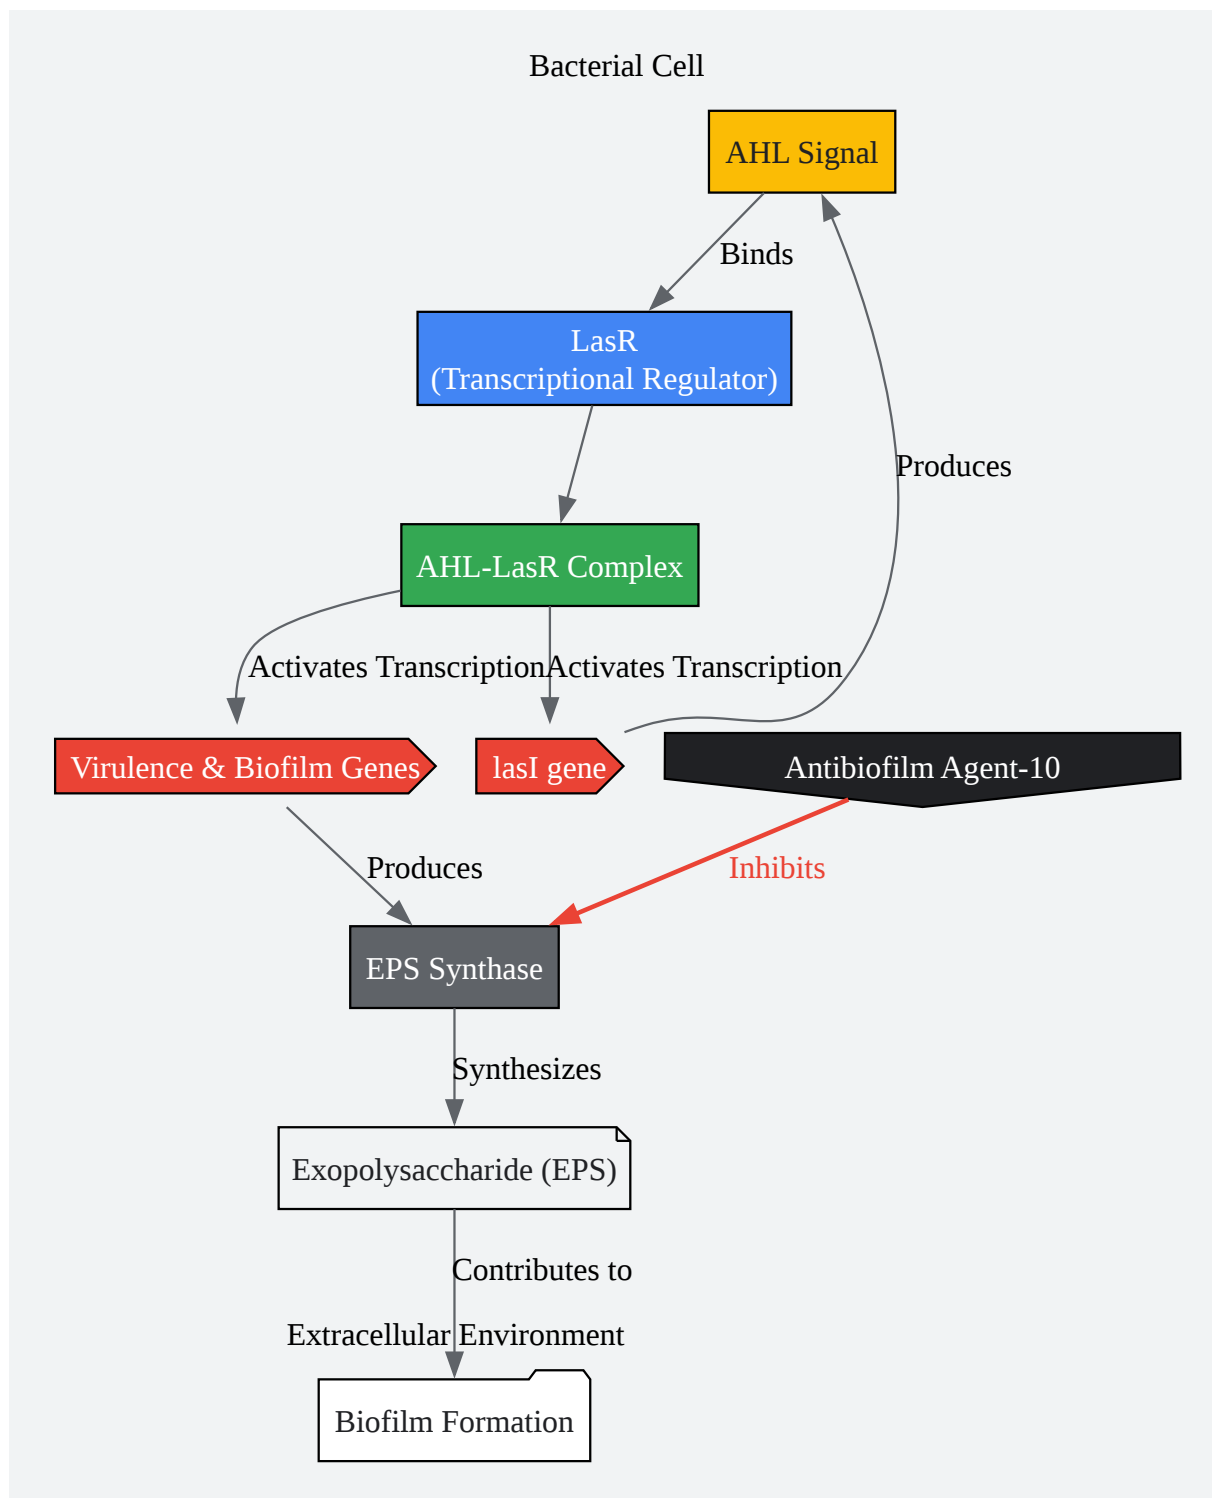 Bacterial Cell
AHL Signal
Binds
LasR
(Transcriptional Regulator)
Produces
AHL-LasR Complex
Activates Transcription
Activates Transcription
Virulence & Biofilm Genes
lasI gene
Antibiofilm Agent-10
Produces
Inhibits
EPS Synthase
Synthesizes
Exopolysaccharide (EPS)
Contributes to
Extracellular Environment
Biofilm Formation